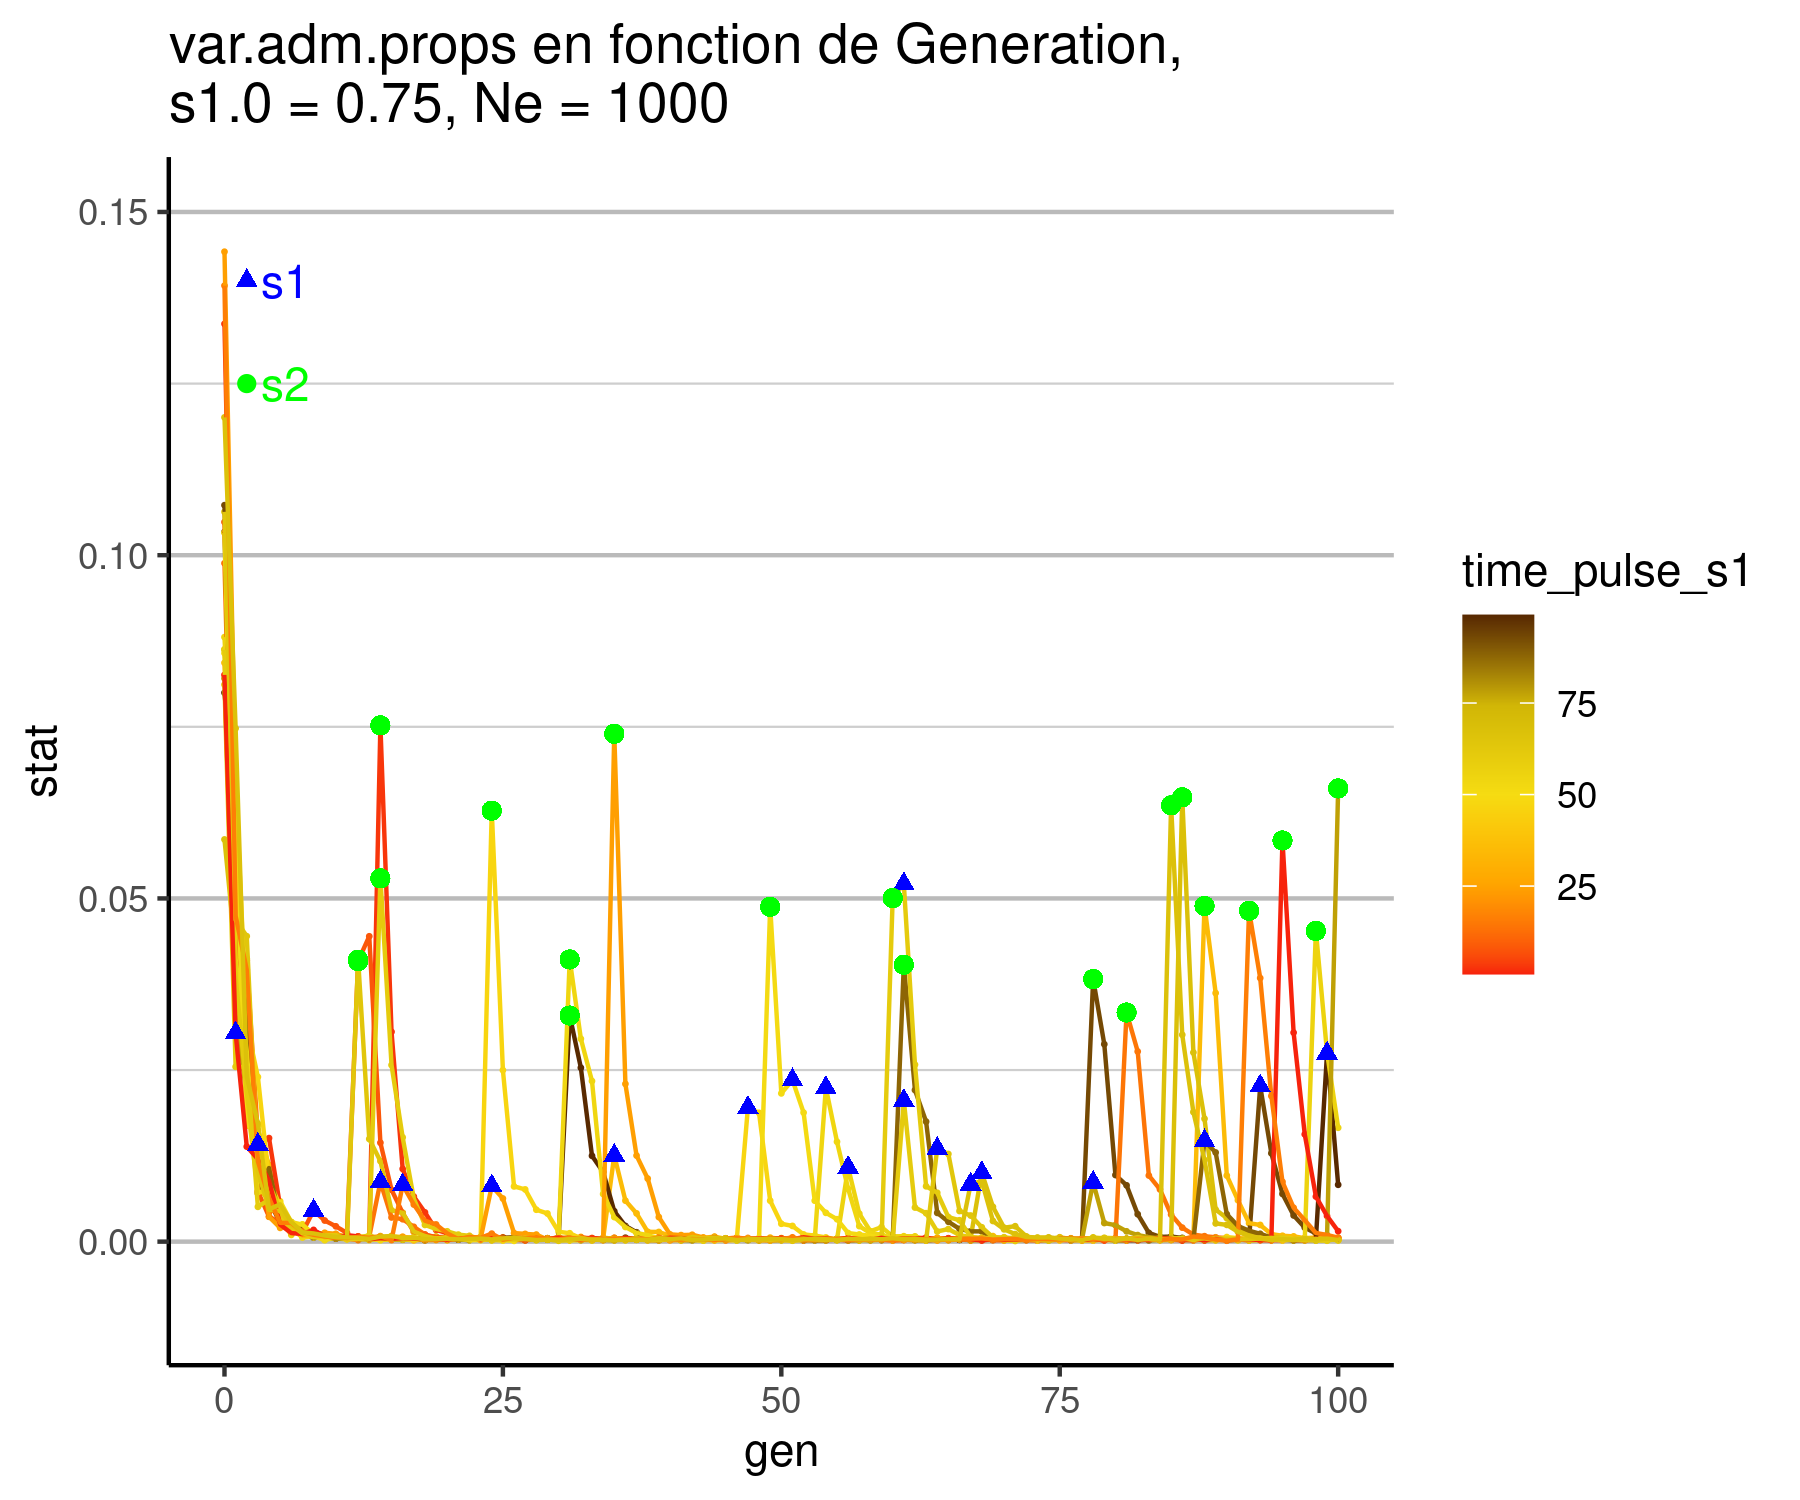 var.adm.props en fonction de Generation,
s1.0 = 0.75, Ne = 1000
0.15
0.10
0.05
0.00
stat
s1
s2
0
25
50
75
100
gen
time_pulse_s1
75
50
25